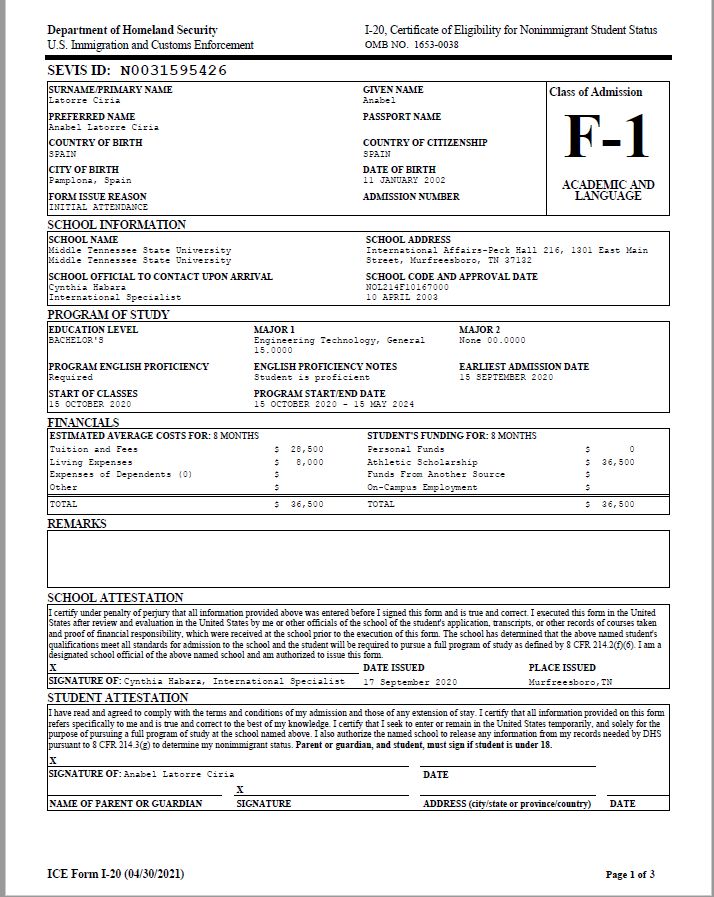 Department of Homeland Security
U.S. Immigration and Customs Enforcement
I-20, Certificate of Eligibility for Nonimmigrant Student Status
OMB NO. 1653-0038
SEVIS ID: N0031595426
SURNAME/PRIMARY NAME
Latorre Ciria
GIVEN NAME
Anabel
Class of Admission
PREFERRED NAME
Anabel Latorre Ciria
PASSPORT NAME
COUNTRY OF BIRTH
SPAIN
COUNTRY OF CITIZENSHIP
SPAIN
F-1
CITY OF BIRTH
Pamplona, Spain
DATE OF BIRTH
11 JANUARY 2002
FORM ISSUE REASON
INITIAL ATTENDANCE
ADMISSION NUMBER
ACADEMIC AND
LANGUAGE
SCHOOL INFORMATION
SCHOOL NAME
Middle Tennessee State University
Middle Tennessee State University
SCHOOL ADDRESS
International Affairs-Peck Hall 216, 1301 East Main
Street, Murfreesboro, TN 37132
SCHOOL OFFICIAL TO CONTACT UPON ARRIVAL
Cynthia Habara
International Specialist
SCHOOL CODE AND APPROVAL DATE
NOL214F10167000
10 APRIL 2003
PROGRAM OF STUDY
EDUCATION LEVEL
BACHELOR'S
MAJOR 1
Engineering Technology, General
15.0000
MAJOR 2
None 00.0000
PROGRAM ENGLISH PROFICIENCY
Required
ENGLISH PROFICIENCY NOTES
Student is proficient
EARLIEST ADMISSION DATE
15 SEPTEMBER 2020
START OF CLASSES
15 OCTOBER 2020
PROGRAM START/END DATE
15 OCTOBER 2020 - 15 MAY 2024
FINANCIALS
ESTIMATED AVERAGE COSTS FOR: 8 MONTHS
Tuition and Fees $ 28,500
Living Expenses $ 8,000
Expenses of Dependents (0) $
Other $
TOTAL $ 36,500
STUDENT'S FUNDING FOR: 8 MONTHS
Personal Funds $ 0
Athletic Scholarship $ 36,500
Funds From Another Source $
On-Campus Employment $
TOTAL $ 36,500
REMARKS
SCHOOL ATTESTATION
I certify under penalty of perjury that all information provided above was entered before I signed this form and is true and correct. I executed this form in the United
States after review and evaluation in the United States by me or other officials of the school of the student's application, transcripts, or other records of courses taken
and proof of financial responsibility, which were received at the school prior to the execution of this form. The school has determined that the above named student's
qualifications meet all standards for admission to the school and the student will be required to pursue a full program of study as defined by 8 CFR 214.2(f)(6). I am a
designated school official of the above named school and am authorized to issue this form.
X
SIGNATURE OF: Cynthia Habara, International Specialist
DATE ISSUED
17 September 2020
PLACE ISSUED
Murfreesboro,TN
STUDENT ATTESTATION
I have read and agreed to comply with the terms and conditions of my admission and those of any extension of stay. I certify that all information provided on this form
refers specifically to me and is true and correct to the best of my knowledge. I certify that I seek to enter or remain in the United States temporarily, and solely for the
purpose of pursuing a full program of study at the school named above. I also authorize the named school to release any information from my records needed by DHS
pursuant to 8 CFR 214.3(g) to determine my nonimmigrant status. Parent or guardian, and student, must sign if student is under 18.
X
SIGNATURE OF: Anabel Latorre Ciria
DATE
X
NAME OF PARENT OR GUARDIAN
SIGNATURE
ADDRESS (city/state or province/country)
DATE
ICE Form I-20 (04/30/2021)
Page 1 of 3